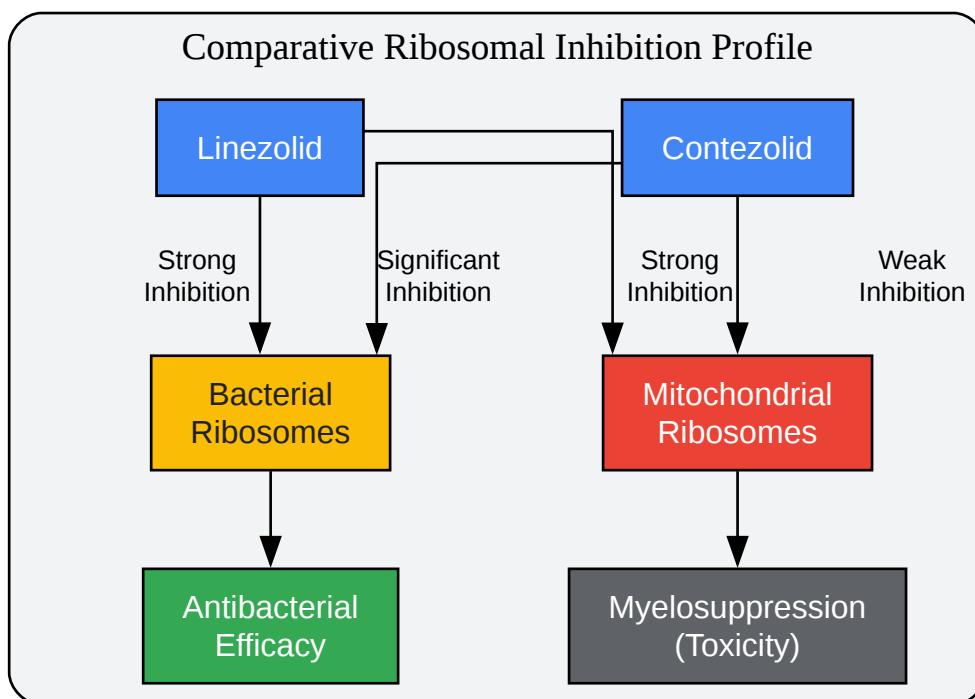 Comparative Ribosomal Inhibition Profile
Linezolid
Contezolid
Strong
Inhibition
Significant
Inhibition
Strong
Inhibition
Weak
Inhibition
Bacterial
Ribosomes
Mitochondrial
Ribosomes
Antibacterial
Efficacy
Myelosuppression
(Toxicity)